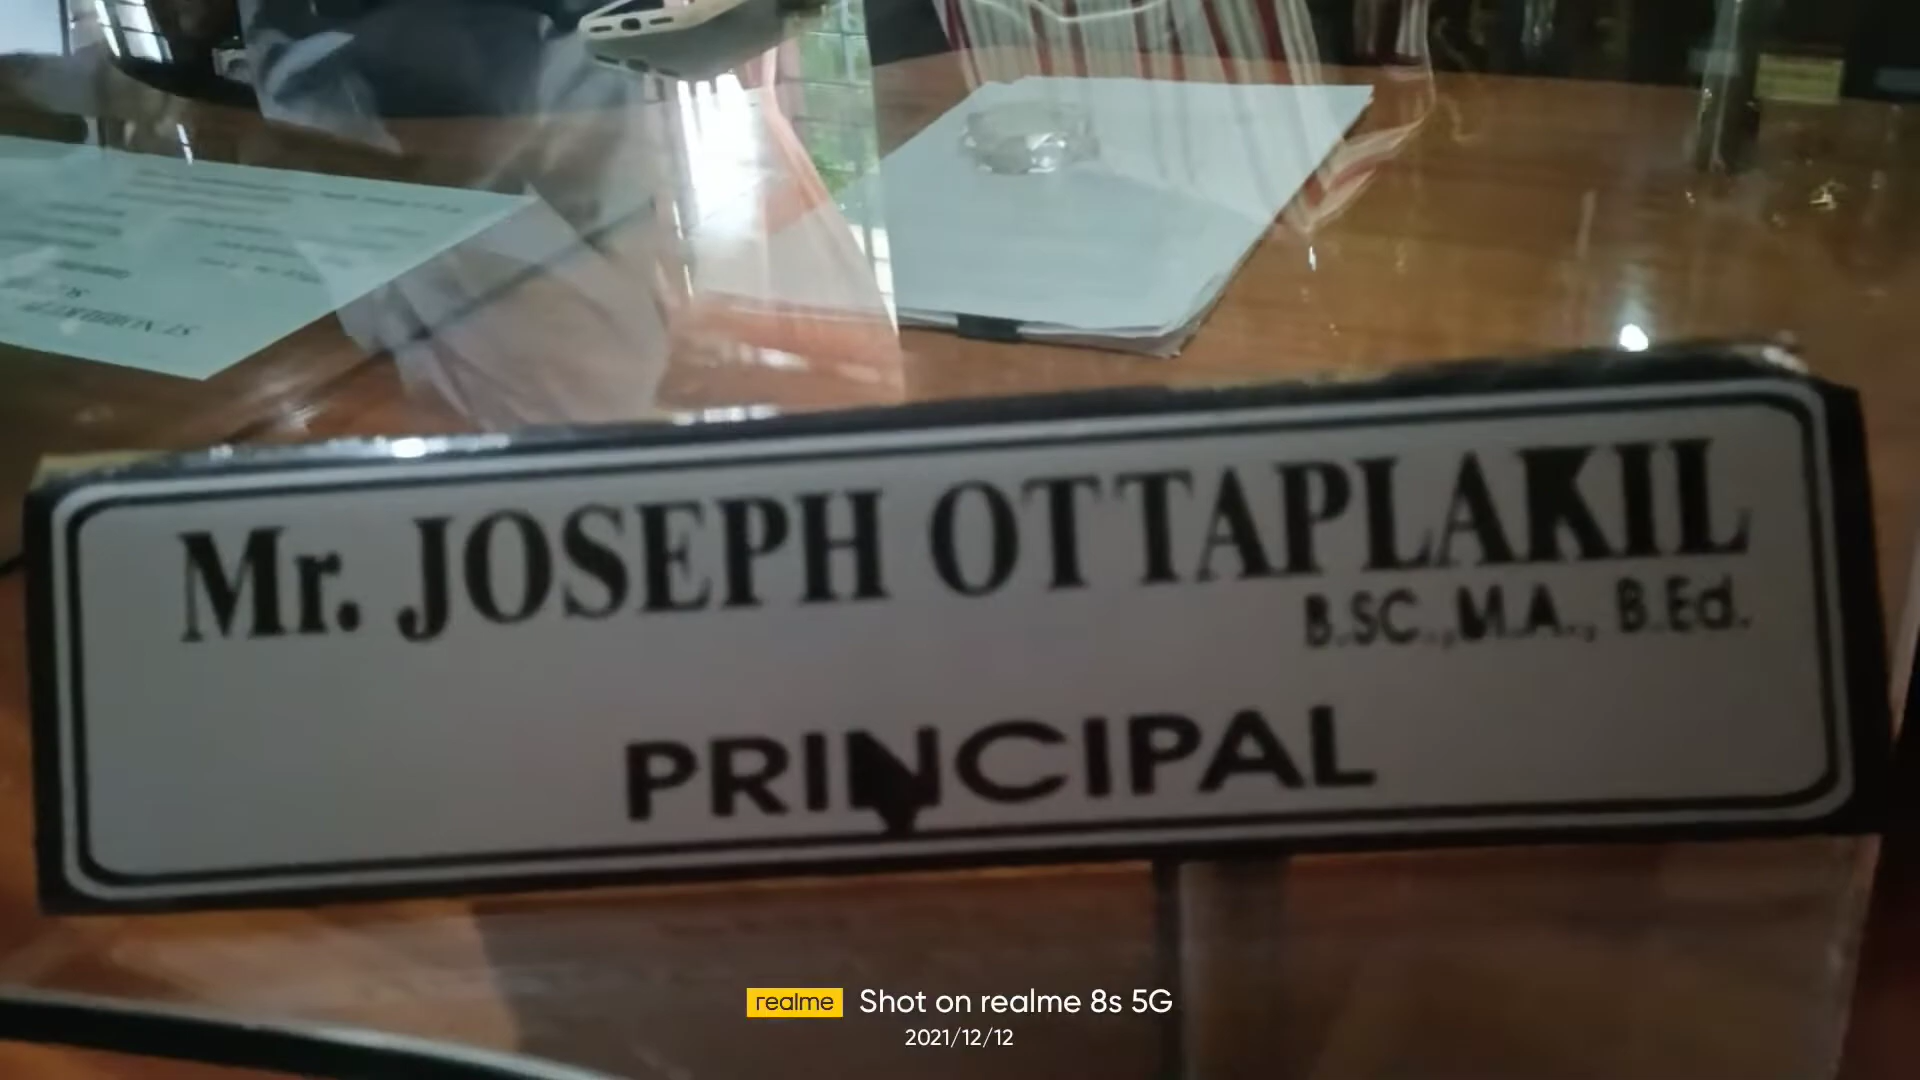 Mr. JOSEPH OTTAPLAKIL
B.SC.,M.A., B.Ed.
PRINCIPAL
realme Shot on realme 8s 5G
2021/12/12